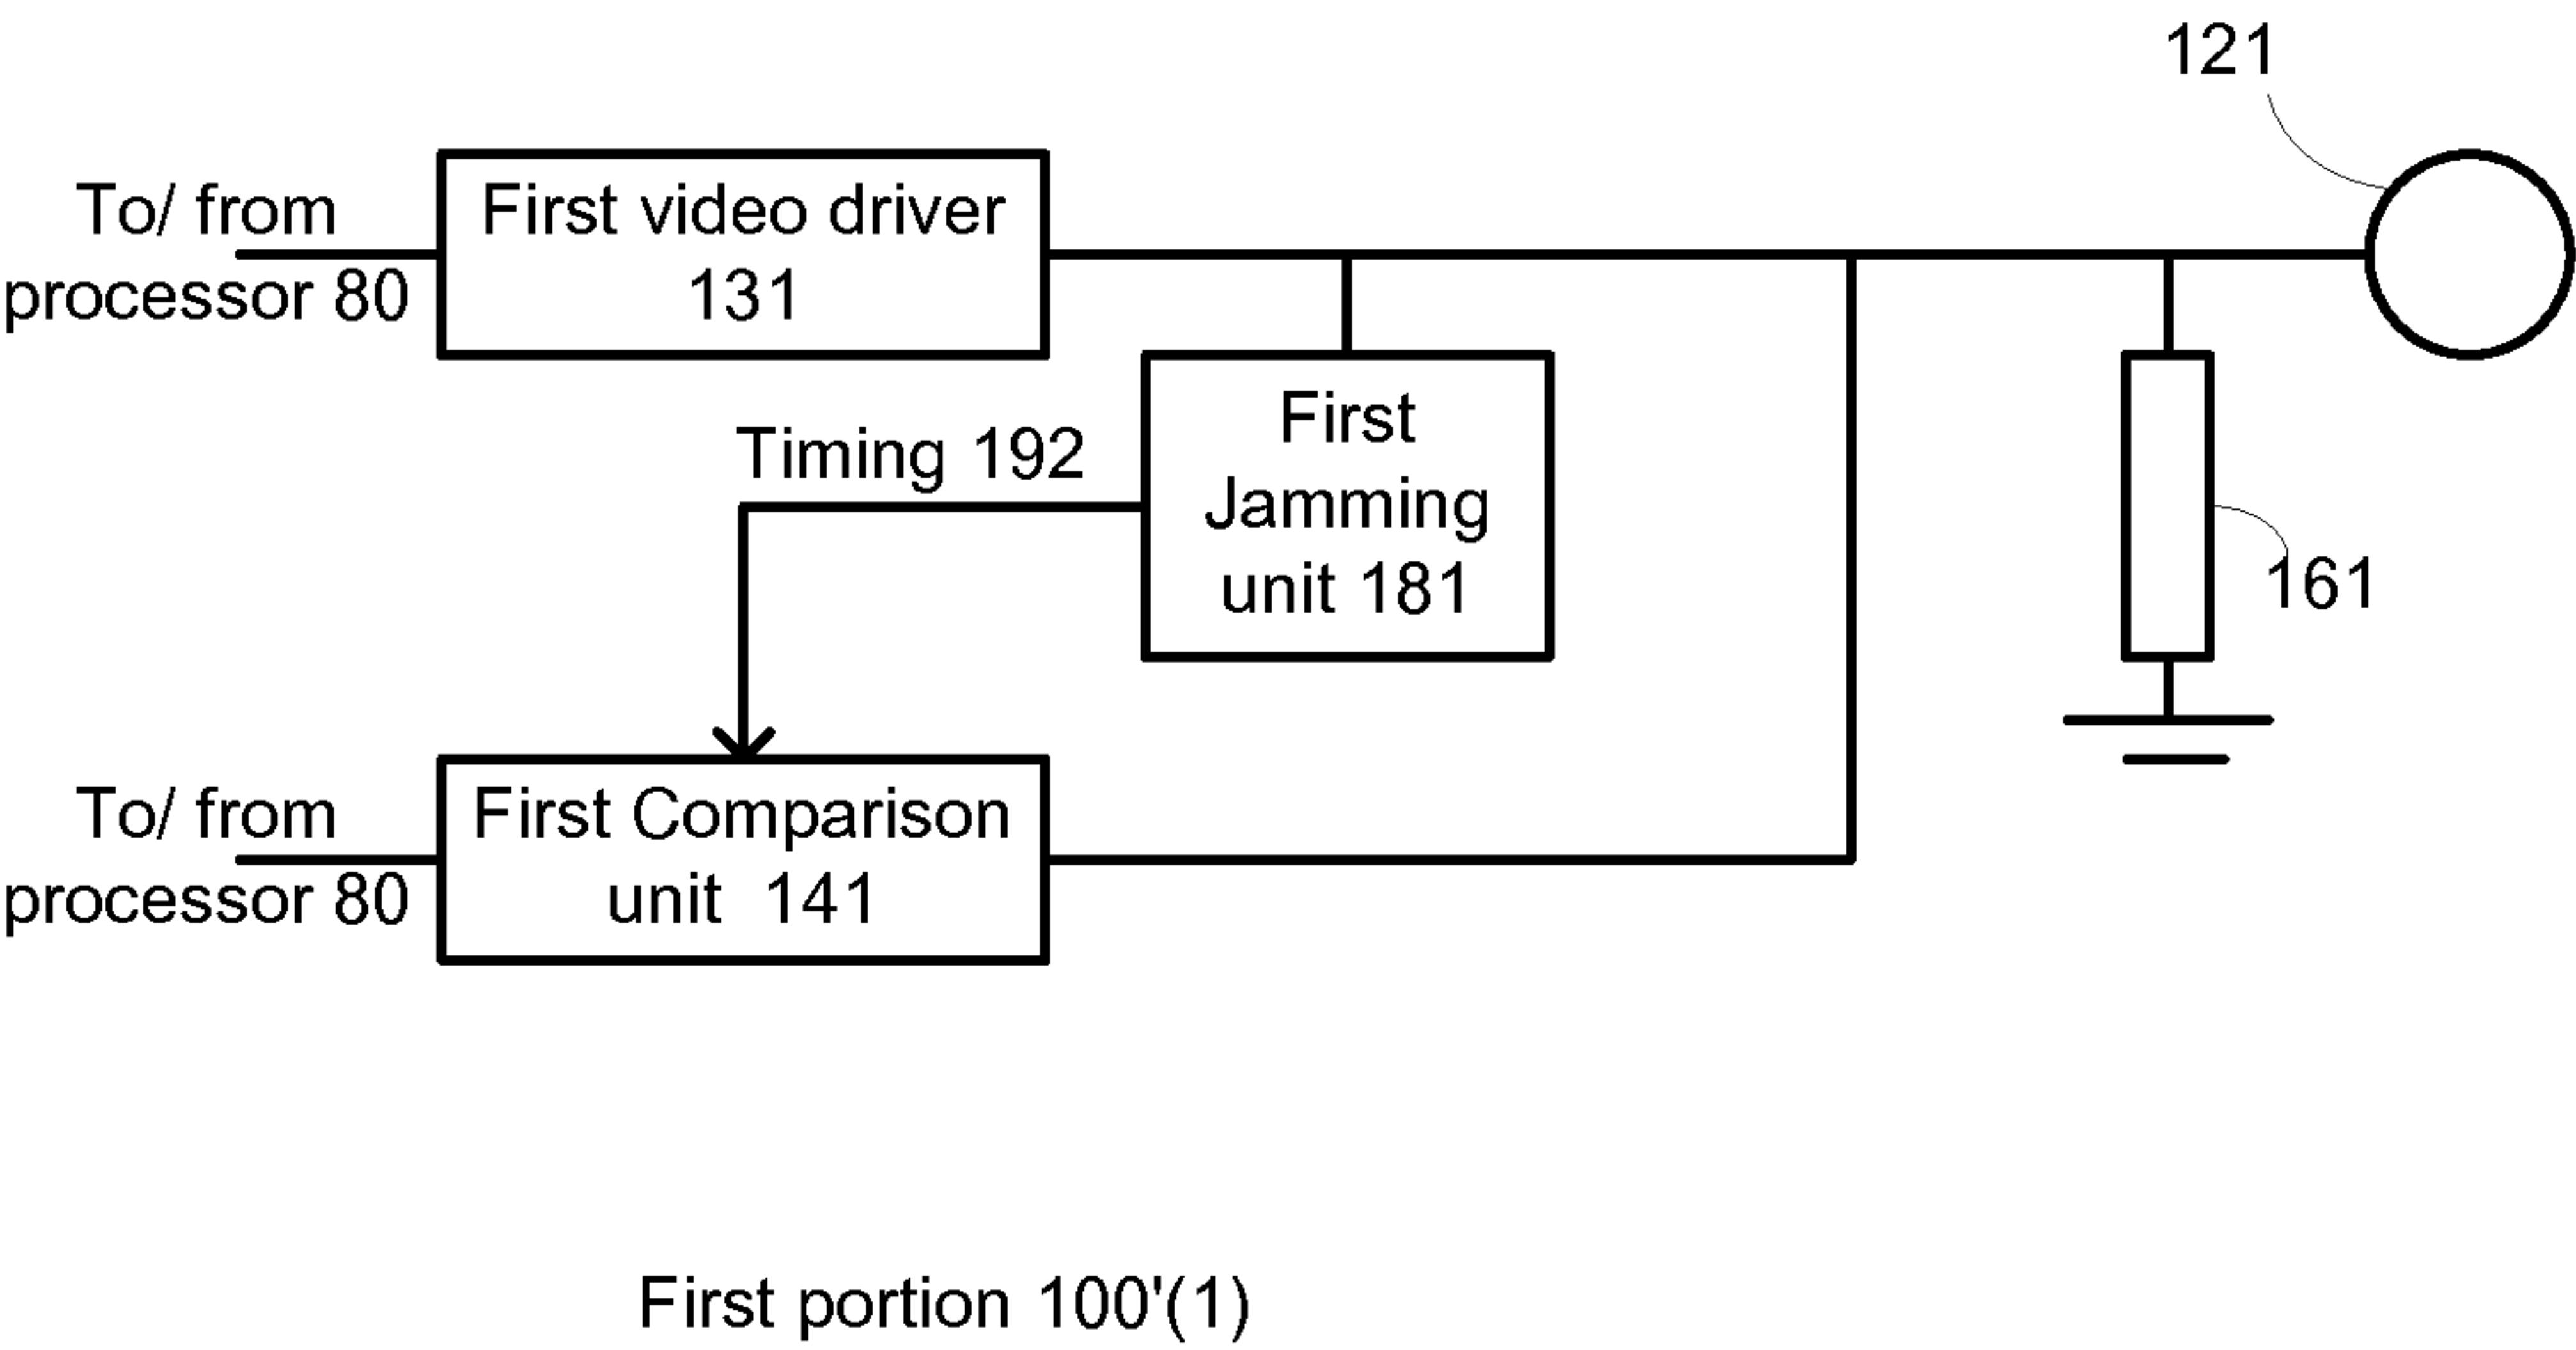 121
To/ from
processor 80
First video driver
131
Timing 192
First
Jamming
unit 181
161
To/ from
processor 80
First Comparison
unit 141
First portion 100'(1)